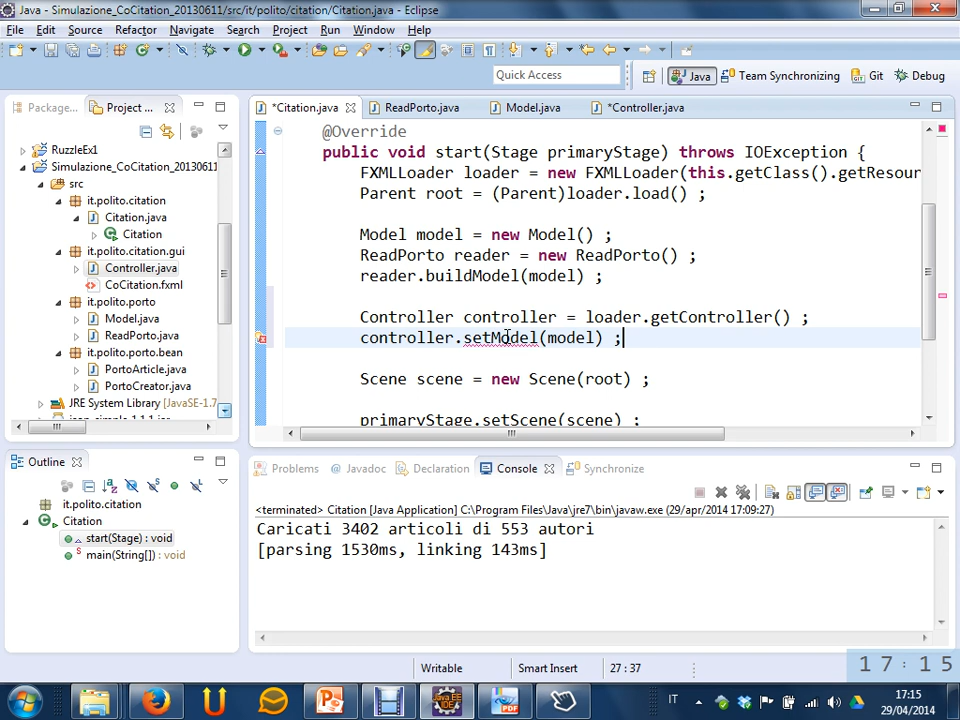 Java - Simulazione_CoCitation_20130611/src/it/polito/citation/Citation.java - Eclipse
File Edit Source Refactor Navigate Search Project Run Window Help
Quick Access
Java Team Synchronizing Git Debug
Package... Project ...
*Citation.java ReadPorto.java Model.java *Controller.java
RuzzleEx1
Simulazione_CoCitation_20130611
src
it.polito.citation
Citation.java
Citation
it.polito.citation.gui
Controller.java
CoCitation.fxml
it.polito.porto
Model.java
ReadPorto.java
it.polito.porto.bean
PortoArticle.java
PortoCreator.java
JRE System Library [JavaSE-1.7
@Override
public void start(Stage primaryStage) throws IOException {
FXMLLoader loader = new FXMLLoader(this.getClass().getResour
Parent root = (Parent)loader.load() ;
Model model = new Model() ;
ReadPorto reader = new ReadPorto() ;
reader.buildModel(model) ;
Controller controller = loader.getController() ;
controller.setModel(model) ;
Scene scene = new Scene(root) ;
primaryStage.setScene(scene) ;
Outline
it.polito.citation
Citation
start(Stage) : void
main(String[]) : void
Problems Javadoc Declaration Console Synchronize
<terminated> Citation [Java Application] C:\Program Files\Java\jre7\bin\javaw.exe (29/apr/2014 17:09:27)
Caricati 3402 articoli di 553 autori
[parsing 1530ms, linking 143ms]
Writable Smart Insert 27 : 37
17:15
IT
17:15
29/04/2014